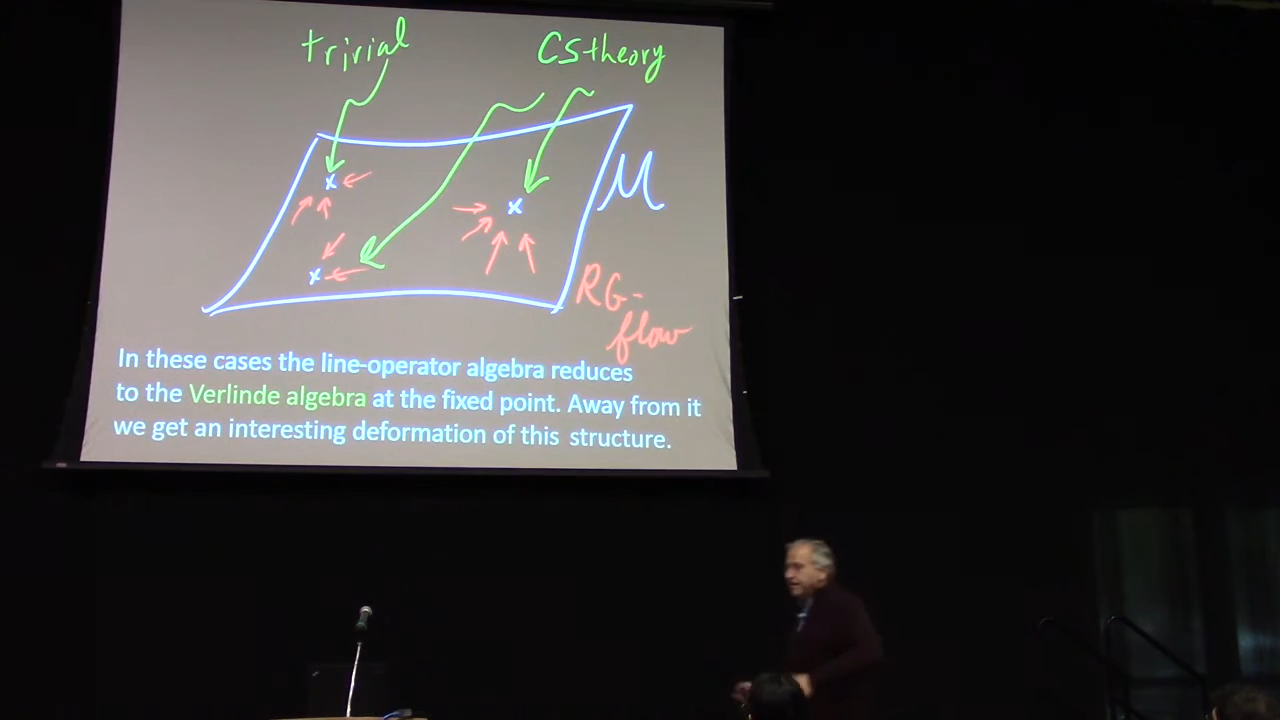 trivial
CS theory
M
RG-
flow
In these cases the line-operator algebra reduces
to the Verlinde algebra at the fixed point. Away from it
we get an interesting deformation of this structure.